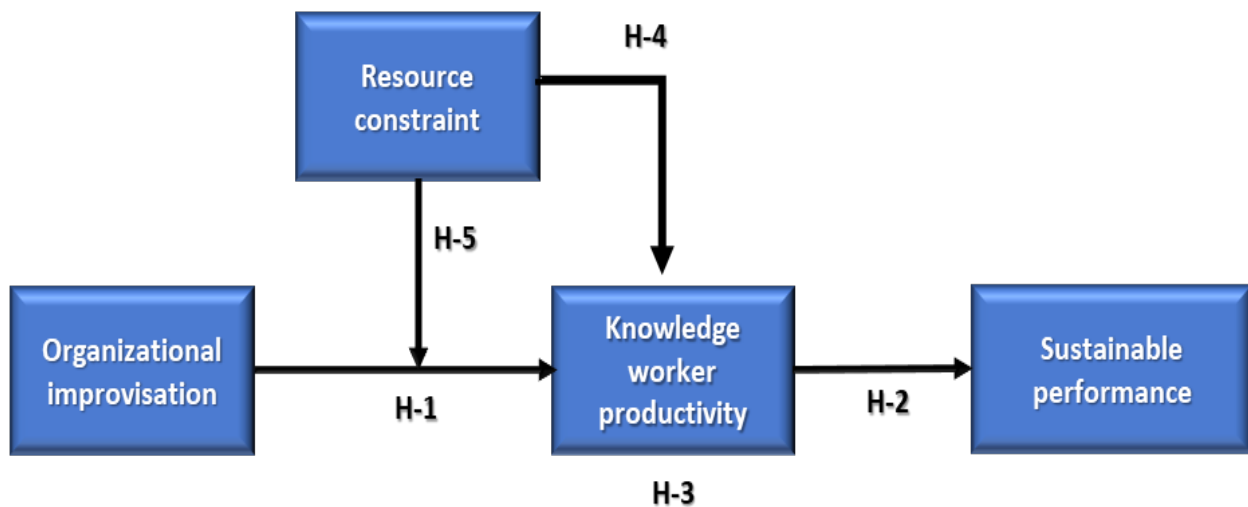 H-4
Resource
constraint
H-5
Organizational
improvisation
H-1
Knowledge
worker
productivity
H-2
Sustainable
performance
H-3